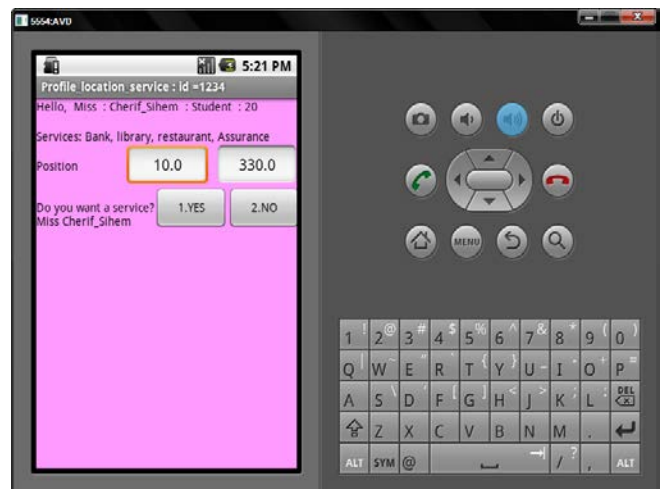 5554:AVD
5:21 PM
Profile_location_service : id =1234
Hello, Miss : Cherif_Sihem : Student : 20
Services: Bank, library, restaurant, Assurance
Position 10.0 330.0
Do you want a service? 1.YES 2.NO
Miss Cherif_Sihem
MENU
1 ! 2 @ 3 # 4 $ 5 % 6 ^ 7 & 8 * 9 ( 0 )
Q | W ~ E " R ` T { Y } U - I ' O + P =
A S \ D ' F [ G ] H < J > K ; L : DEL
Z X C V B N M .
ALT SYM @ / ? , ALT